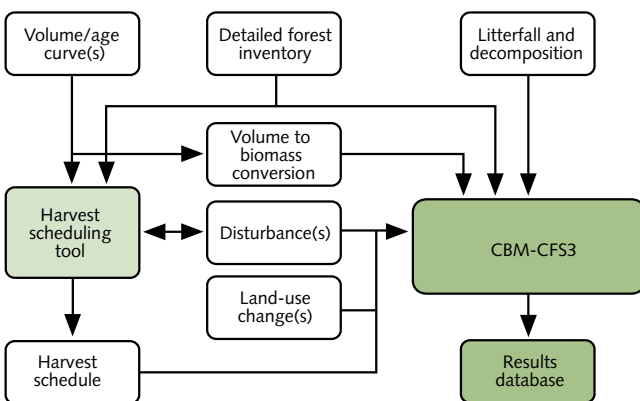 Volume/age
curve(s)
Detailed forest
inventory
Litterfall and
decomposition
Volume to
biomass
conversion
Harvest
scheduling
tool
Disturbance(s)
CBM-CFS3
Land-use
change(s)
Harvest
schedule
Results
database